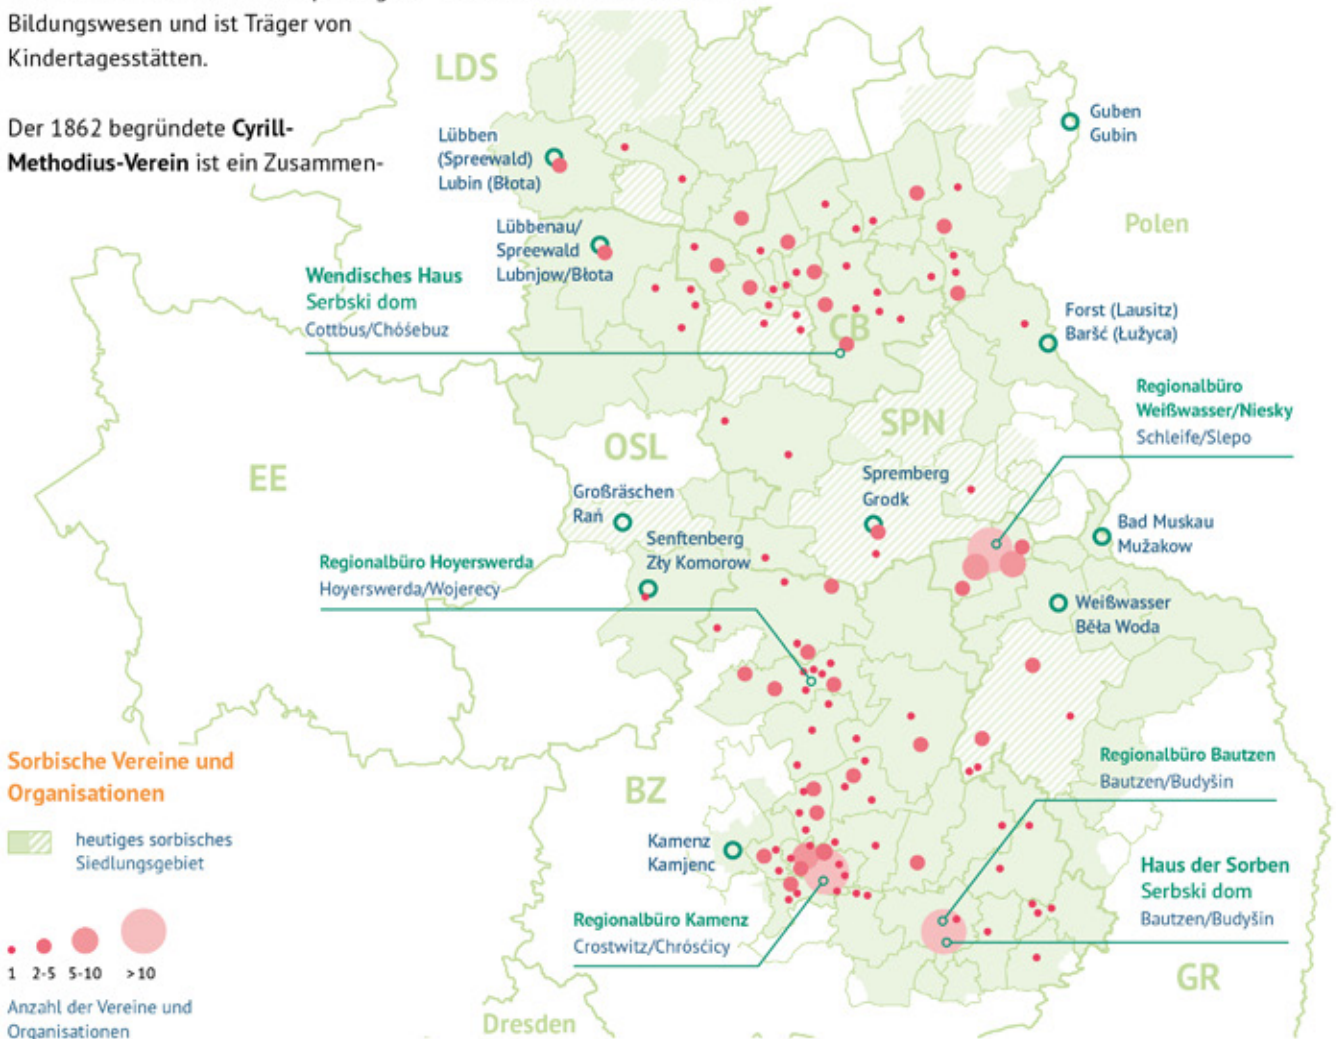 Bildungswesen und ist Träger von
Kindertagesstätten.
Der 1862 begründete Cyrill-
Methodius-Verein ist ein Zusammen-
LDS
Lübben
(Spreewald)
Lubin (Błota)
Guben
Gubin
Lübbenau/
Spreewald
Lubnjow/Błota
Polen
Wendisches Haus
Serbski dom
Cottbus/Chóśebuz
CB
Forst (Lausitz)
Baršć (Łužyca)
Regionalbüro
Weißwasser/Niesky
Schleife/Slepo
SPN
OSL
EE
Spremberg
Grodk
Großräschen
Rań
Senftenberg
Zły Komorow
Bad Muskau
Mužakow
Regionalbüro Hoyerswerda
Hoyerswerda/Wojerecy
Weißwasser
Běła Woda
Sorbische Vereine und
Organisationen
heutiges sorbisches
Siedlungsgebiet
1 2-5 5-10 >10
Anzahl der Vereine und
Organisationen
BZ
Regionalbüro Bautzen
Bautzen/Budyšin
Kamenz
Kamjenc
Haus der Sorben
Serbski dom
Bautzen/Budyšin
Regionalbüro Kamenz
Crostwitz/Chrósćicy
GR
Dresden